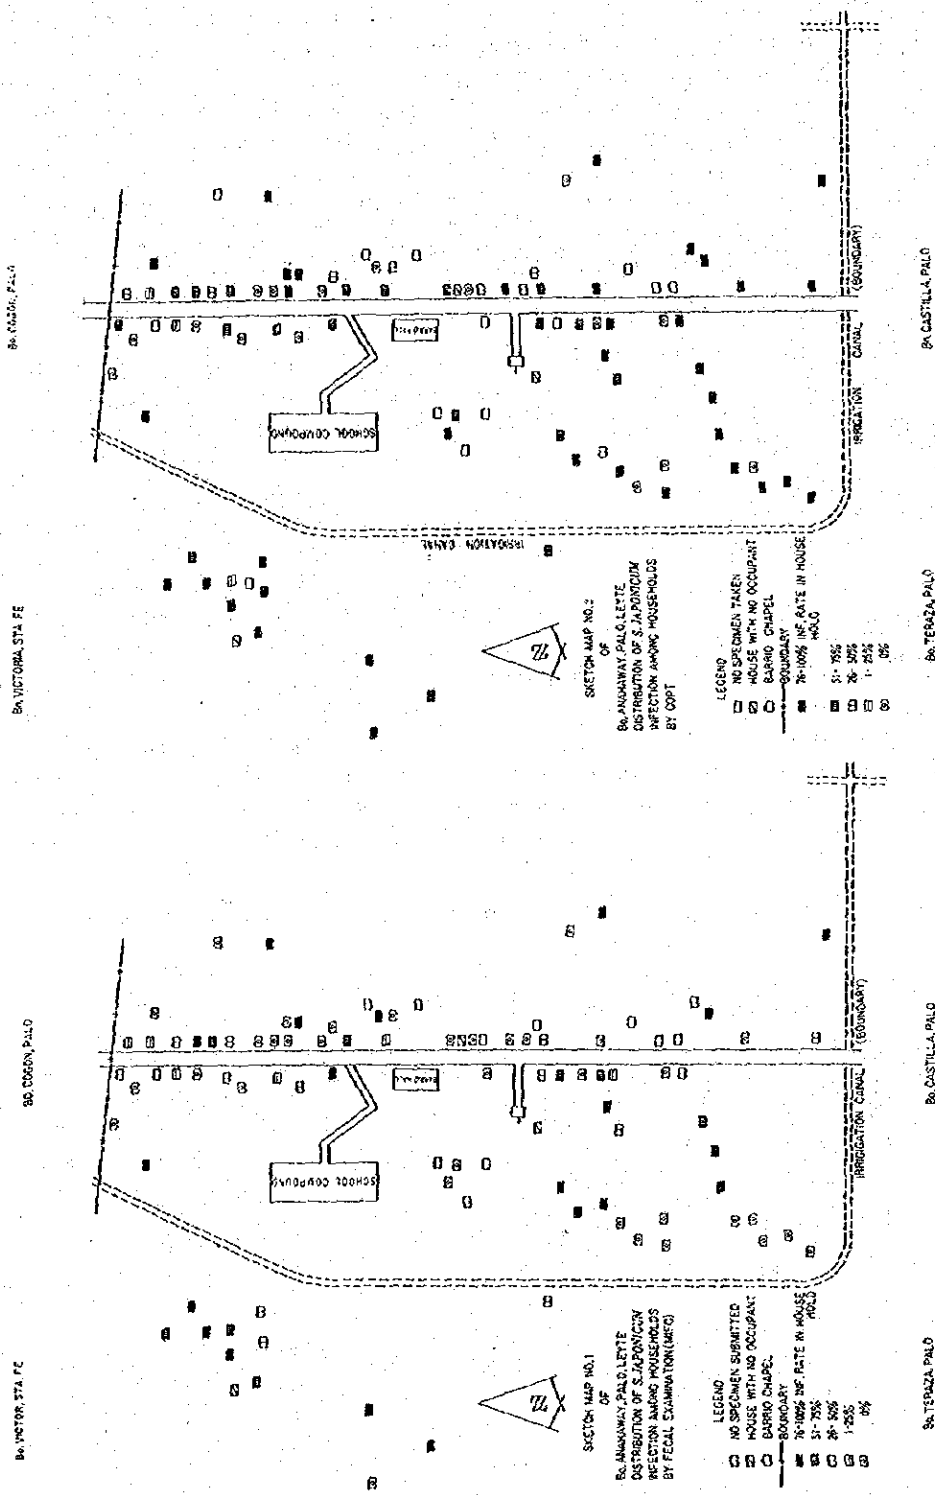 Bo. VICTOR, STA. FE
BO. COGON, PALO
SCHOOL COMPOUND
BARRIO HALL
IRRIGATION CANAL
(BOUNDARY)
SKETCH MAP NO. 1
OF
Bo. ANAHAWAY, PALO, LEYTE
DISTRIBUTION OF S. JAPONICUM
INFECTION AMONG HOUSEHOLDS
BY FECAL EXAMINATION (MIFC)
LEGEND
NO SPECIMEN SUBMITTED
HOUSE WITH NO OCCUPANT
BARRIO CHAPEL
BOUNDARY
76-100% INF. RATE IN HOUSE
HOLD
51-75%
26-50%
1-25%
0%
Bo. TERAZA, PALO
Bo. CASTILLA, PALO
Bo. VICTORIA, STA. FE
Bo. COGON, PALO
SCHOOL COMPOUND
BARRIO HALL
IRRIGATION CANAL
IRRIGATION CANAL
(BOUNDARY)
SKETCH MAP NO. 2
OF
Bo. ANAHAWAY, PALO, LEYTE
DISTRIBUTION OF S. JAPONICUM
INFECTION AMONG HOUSEHOLDS
BY COPT
LEGEND
NO SPECIMEN TAKEN
HOUSE WITH NO OCCUPANT
BARRIO CHAPEL
BOUNDARY
76-100% INF. RATE IN HOUSE
HOLD
51-75%
26-50%
1-25%
0%
Bo. TERAZA, PALO
Bo. CASTILLA, PALO